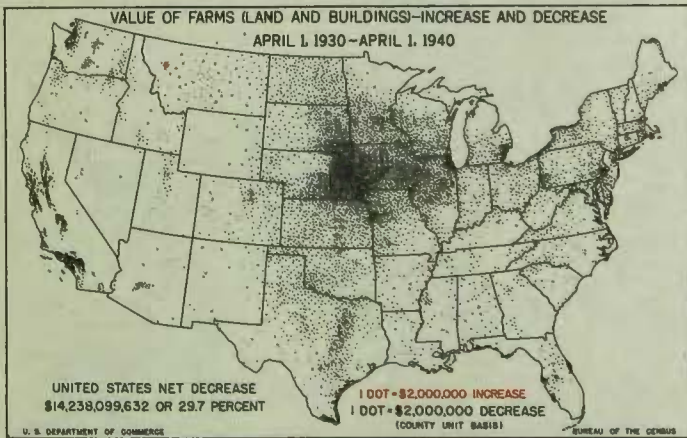 VALUE OF FARMS (LAND AND BUILDINGS)-INCREASE AND DECREASE
APRIL 1, 1930-APRIL 1, 1940
UNITED STATES NET DECREASE
$14,238,099,632 OR 29.7 PERCENT
1 DOT=$2,000,000 INCREASE
1 DOT=$2,000,000 DECREASE
(COUNTY UNIT BASIS)
U. S. DEPARTMENT OF COMMERCE
BUREAU OF THE CENSUS